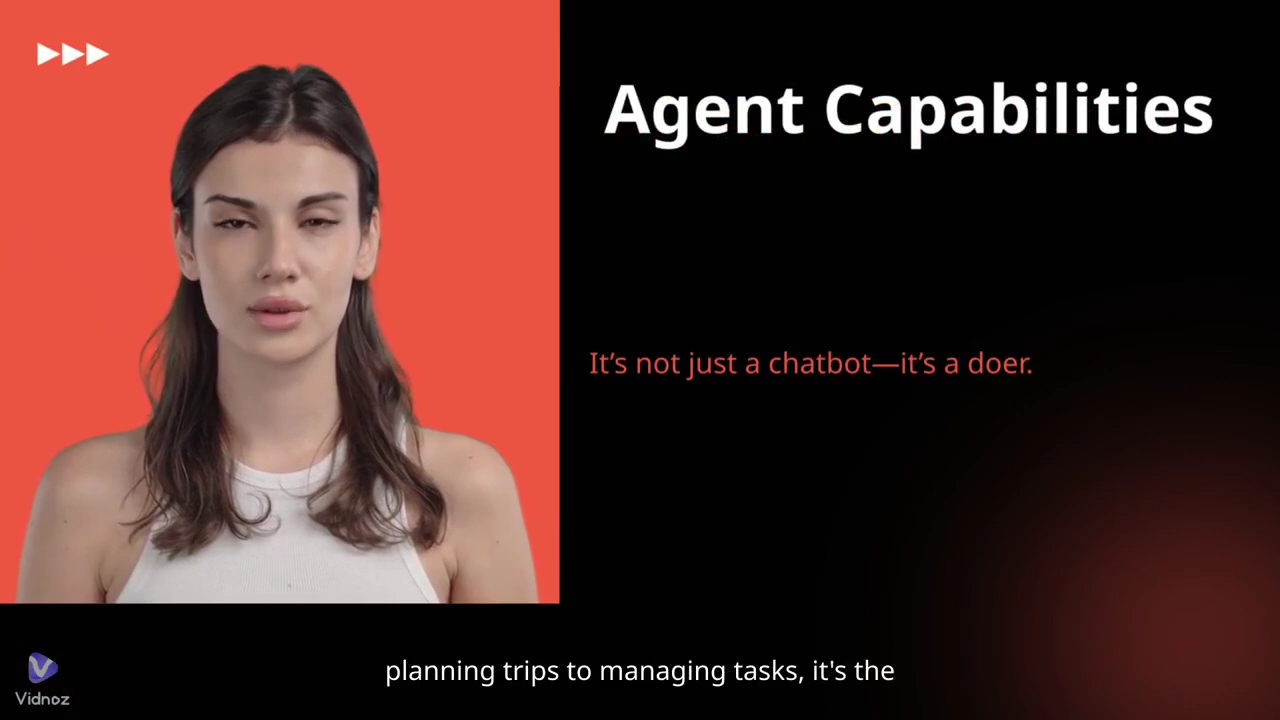 Agent Capabilities
It’s not just a chatbot—it’s a doer.
planning trips to managing tasks, it's the
Vidnoz